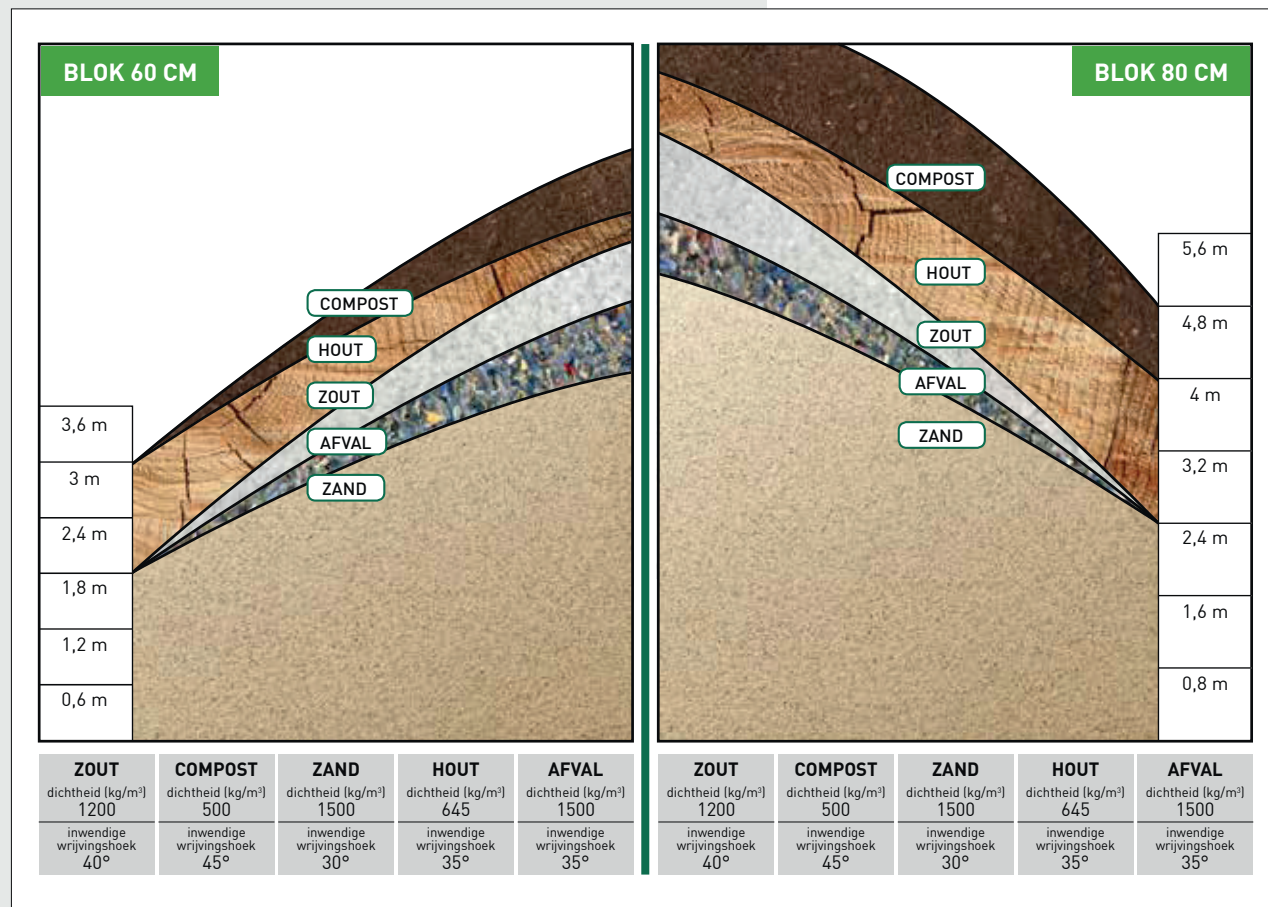 BLOK 60 CM
COMPOST
HOUT
ZOUT
AFVAL
ZAND
3,6 m
3 m
2,4 m
1,8 m
1,2 m
0,6 m
BLOK 80 CM
COMPOST
HOUT
ZOUT
AFVAL
ZAND
5,6 m
4,8 m
4 m
3,2 m
2,4 m
1,6 m
0,8 m
ZOUT COMPOST ZAND HOUT AFVAL
dichtheid (kg/m³) dichtheid (kg/m³) dichtheid (kg/m³) dichtheid (kg/m³) dichtheid (kg/m³)
1200 500 1500 645 1500
inwendige inwendige inwendige inwendige inwendige
wrijvingshoek wrijvingshoek wrijvingshoek wrijvingshoek wrijvingshoek
40° 45° 30° 35° 35°
ZOUT COMPOST ZAND HOUT AFVAL
dichtheid (kg/m³) dichtheid (kg/m³) dichtheid (kg/m³) dichtheid (kg/m³) dichtheid (kg/m³)
1200 500 1500 645 1500
inwendige inwendige inwendige inwendige inwendige
wrijvingshoek wrijvingshoek wrijvingshoek wrijvingshoek wrijvingshoek
40° 45° 30° 35° 35°